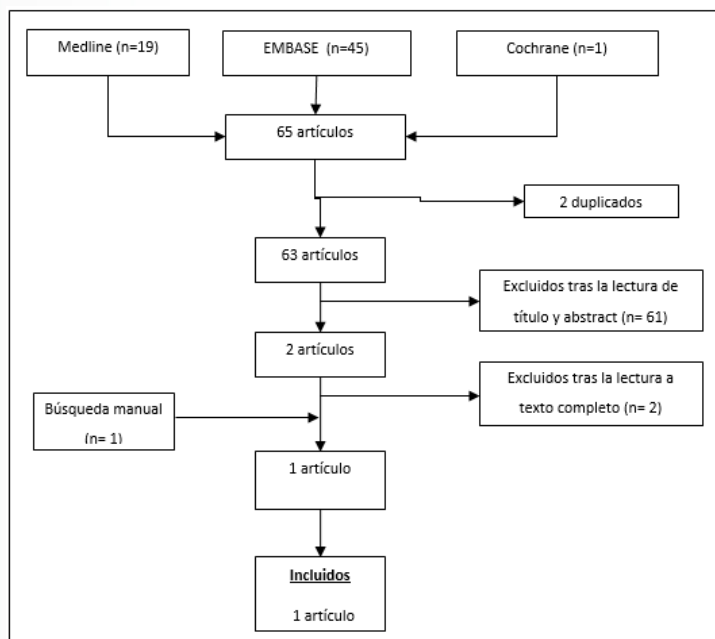 Medline (n=19)
EMBASE (n=45)
Cochrane (n=1)
65 artículos
2 duplicados
63 artículos
Excluidos tras la lectura de
título y abstract (n= 61)
2 artículos
Excluidos tras la lectura a
texto completo (n= 2)
Búsqueda manual
(n= 1)
1 artículo
Incluidos
1 artículo